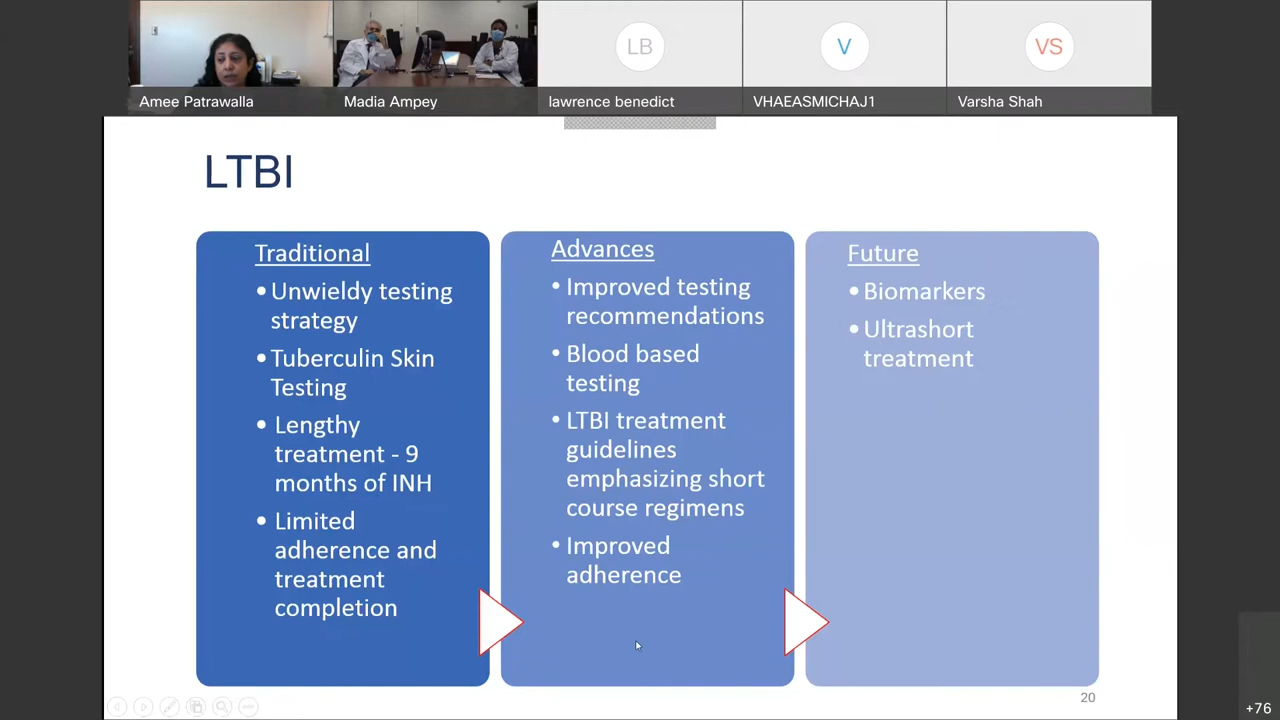 LB
V
VS
Amee Patrawalla
Madia Ampey
lawrence benedict
VHAEASMICHAJ1
Varsha Shah
LTBI
Traditional
• Unwieldy testing
strategy
• Tuberculin Skin
Testing
• Lengthy
treatment - 9
months of INH
• Limited
adherence and
treatment
completion
Advances
• Improved testing
recommendations
• Blood based
testing
• LTBI treatment
guidelines
emphasizing short
course regimens
• Improved
adherence
Future
• Biomarkers
• Ultrashort
treatment
20
+76